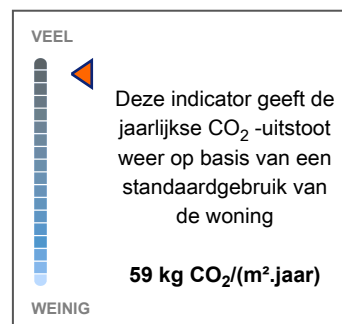 VEEL
Deze indicator geeft de
jaarlijkse CO₂ -uitstoot
weer op basis van een
standaardgebruik van
de woning
59 kg CO₂/(m².jaar)
WEINIG